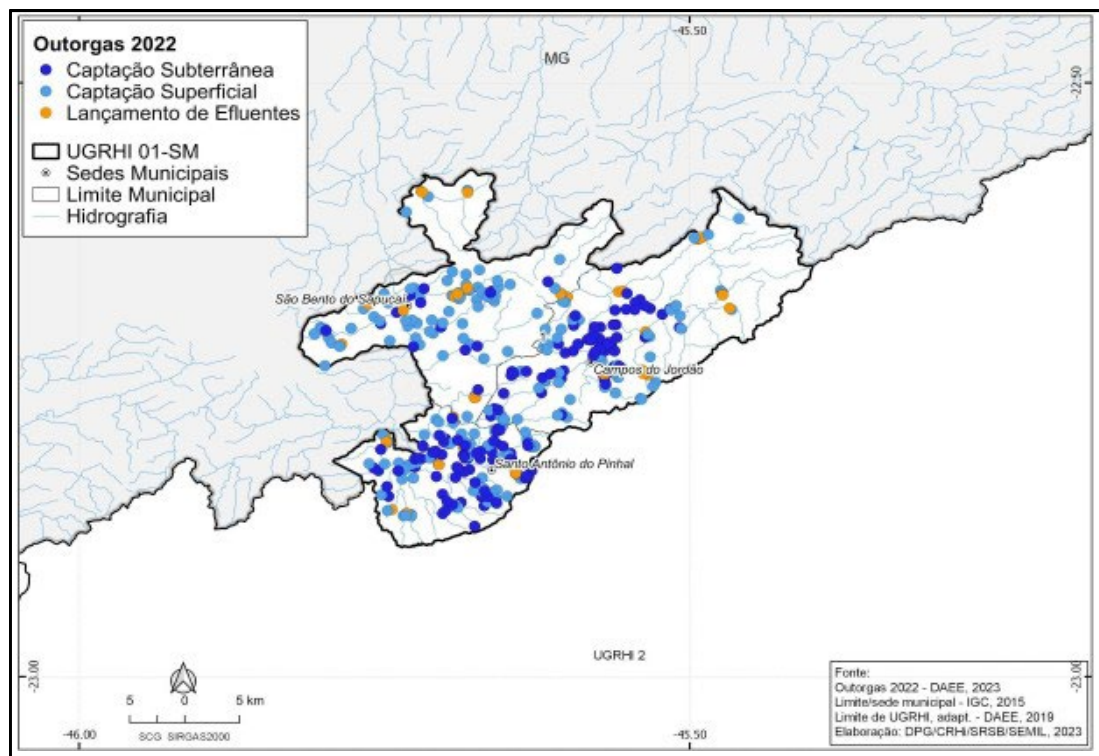 Outorgas 2022
Captação Subterrânea
Captação Superficial
Lançamento de Efluentes
UGRHI 01-SM
Sedes Municipais
Limite Municipal
Hidrografia
-45.50
MG
-22.50
São Bento do Sapucaí
Campos do Jordão
Santo Antônio do Pinhal
UGRHI 2
-23.00
-23.00
5 0 5 km
SCG SIRGAS2000
-46.00
-45.50
Fonte:
Outorgas 2022 - DAEE, 2023
Limite/sede municipal - IGC, 2015
Limite de UGRHI, adapt. - DAEE, 2019
Elaboração: DPG/CRHi/SRSB/SEMIL, 2023